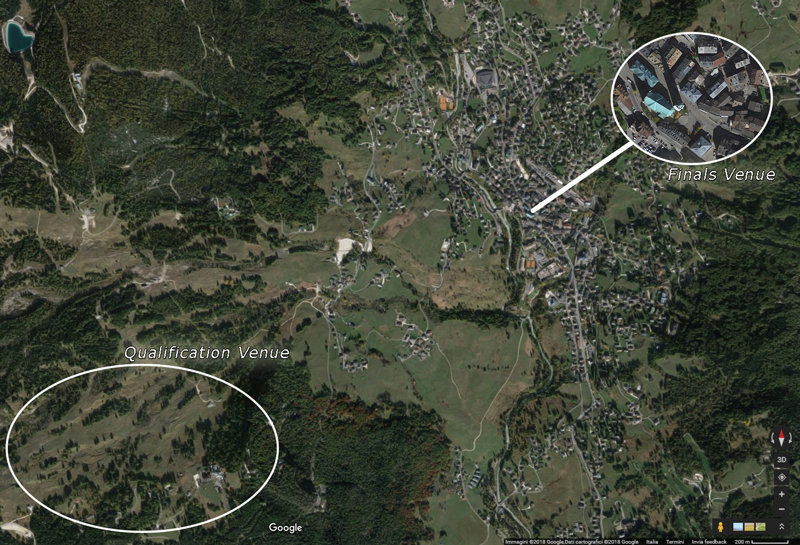 Finals Venue
Qualification Venue
3D
Google
Immagini ©2018 Google,Dati cartografici ©2018 Google Italia Termini Invia feedback 200 m